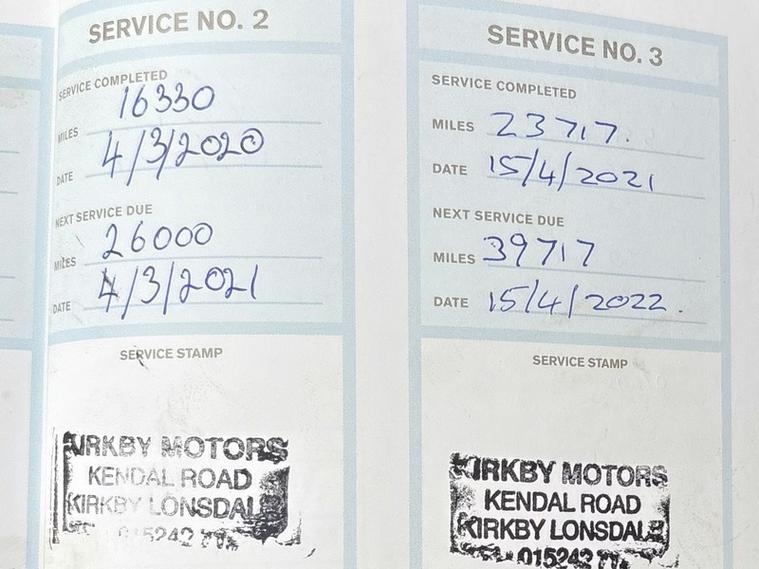 SERVICE NO. 2
SERVICE COMPLETED
MILES 16330
DATE 4/3/2020
NEXT SERVICE DUE
MILES 26000
DATE 4/3/2021
SERVICE STAMP
KIRKBY MOTORS
KENDAL ROAD
KIRKBY LONSDALE
015242
SERVICE NO. 3
SERVICE COMPLETED
MILES 23717.
DATE 15/4/2021
NEXT SERVICE DUE
MILES 39717
DATE 15/4/2022.
SERVICE STAMP
KIRKBY MOTORS
KENDAL ROAD
KIRKBY LONSDALE
015242